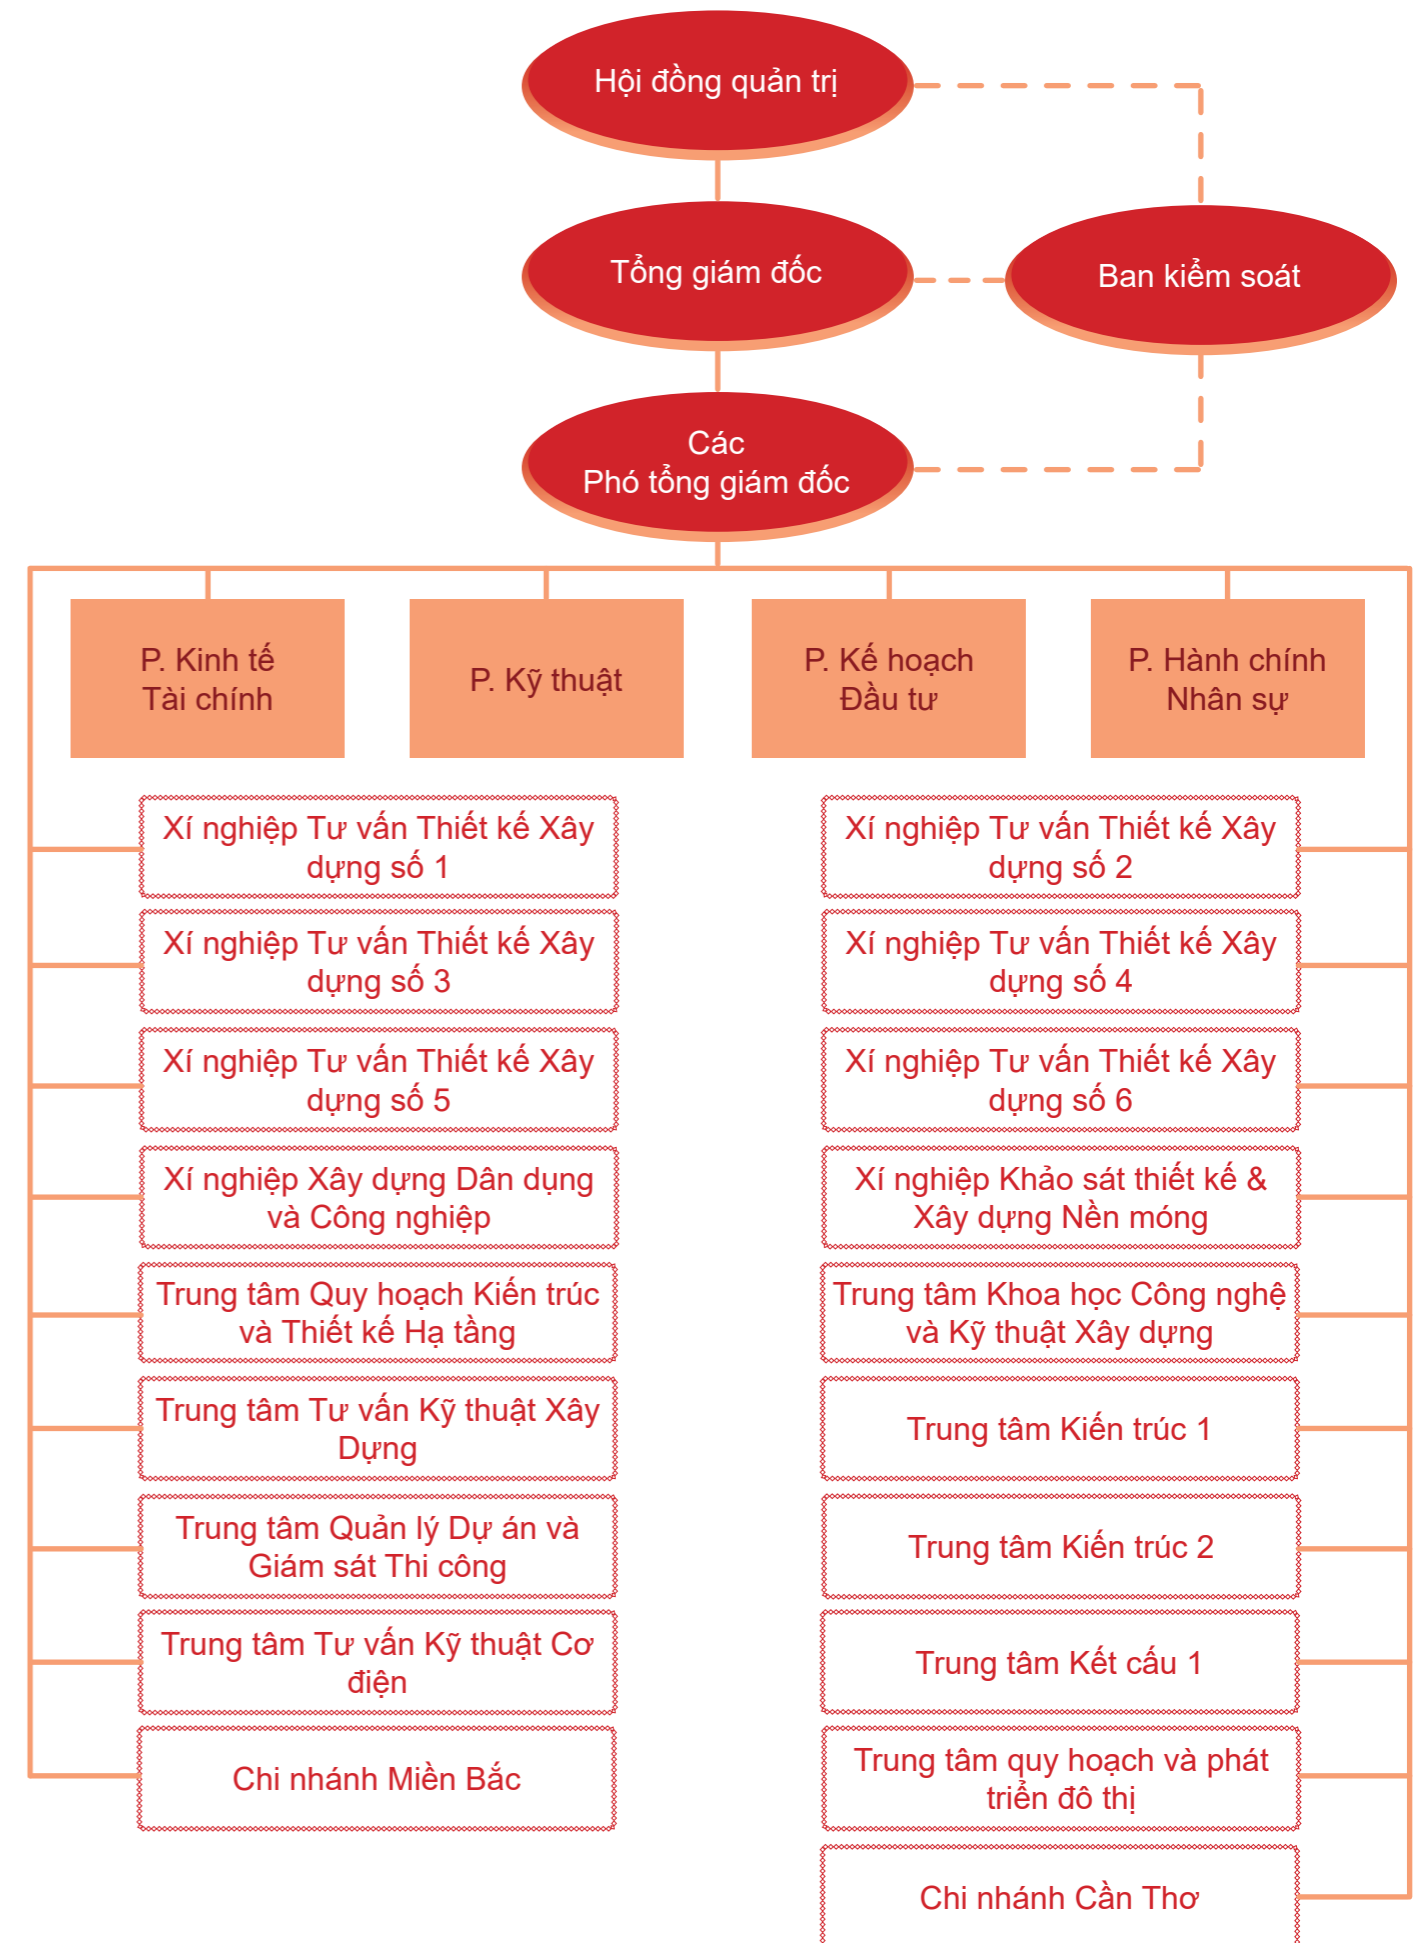 Hội đồng quản trị
Tổng giám đốc
Ban kiểm soát
Các
Phó tổng giám đốc
P. Kinh tế
Tài chính
P. Kỹ thuật
P. Kế hoạch
Đầu tư
P. Hành chính
Nhân sự
Xí nghiệp Tư vấn Thiết kế Xây
dựng số 1
Xí nghiệp Tư vấn Thiết kế Xây
dựng số 2
Xí nghiệp Tư vấn Thiết kế Xây
dựng số 3
Xí nghiệp Tư vấn Thiết kế Xây
dựng số 4
Xí nghiệp Tư vấn Thiết kế Xây
dựng số 5
Xí nghiệp Tư vấn Thiết kế Xây
dựng số 6
Xí nghiệp Xây dựng Dân dụng
và Công nghiệp
Xí nghiệp Khảo sát thiết kế &
Xây dựng Nền móng
Trung tâm Quy hoạch Kiến trúc
và Thiết kế Hạ tầng
Trung tâm Khoa học Công nghệ
và Kỹ thuật Xây dựng
Trung tâm Tư vấn Kỹ thuật Xây
Dựng
Trung tâm Kiến trúc 1
Trung tâm Quản lý Dự án và
Giám sát Thi công
Trung tâm Kiến trúc 2
Trung tâm Tư vấn Kỹ thuật Cơ
điện
Trung tâm Kết cấu 1
Chi nhánh Miền Bắc
Trung tâm quy hoạch và phát
triển đô thị
Chi nhánh Cần Thơ